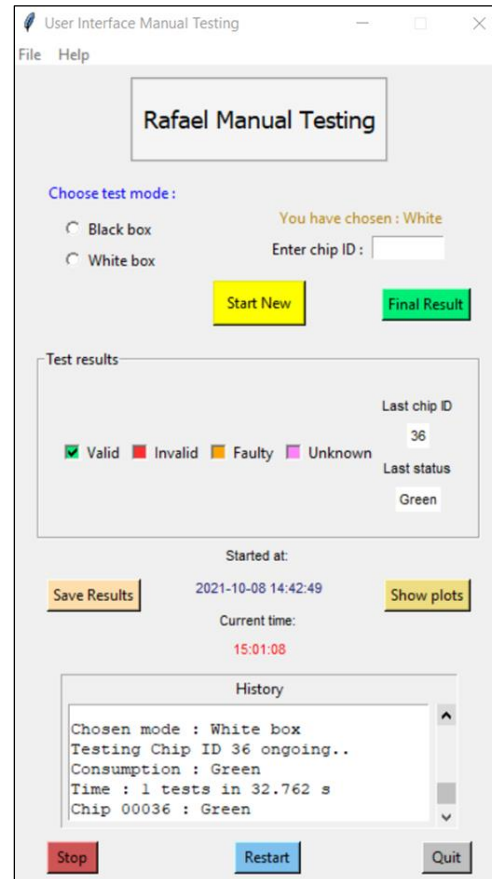 User Interface Manual Testing
File Help
Rafael Manual Testing
Choose test mode :
Black box
White box
You have chosen : White
Enter chip ID :
Start New
Final Result
Test results
Valid
Invalid
Faulty
Unknown
Last chip ID
36
Last status
Green
Started at:
2021-10-08 14:42:49
Save Results
Show plots
Current time:
15:01:08
History
Chosen mode : White box
Testing Chip ID 36 ongoing..
Consumption : Green
Time : 1 tests in 32.762 s
Chip 00036 : Green
Stop
Restart
Quit